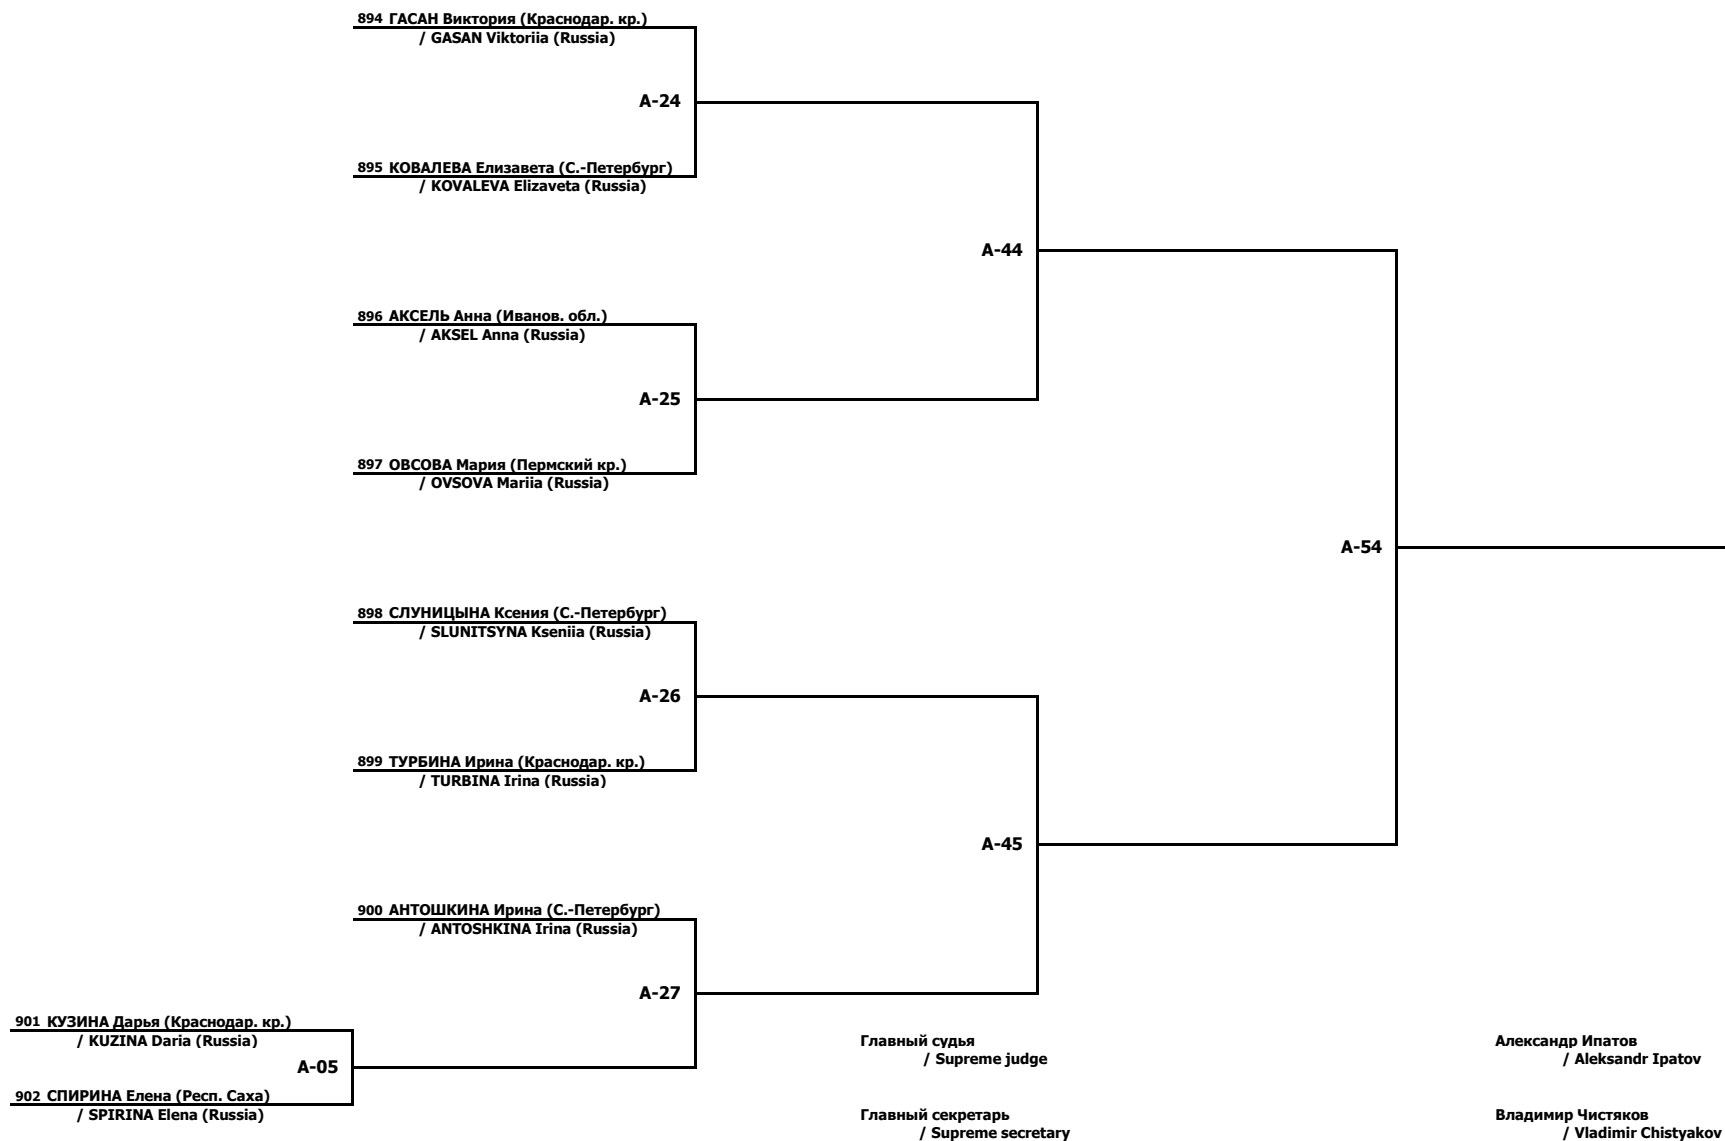 894 ГАСАН Виктория (Краснодар. кр.)
/ GASAN Viktoriia (Russia)
A-24
895 КОВАЛЕВА Елизавета (С.-Петербург)
/ KOVALEVA Elizaveta (Russia)
A-44
896 АКСЕЛЬ Анна (Иванов. обл.)
/ AKSEL Anna (Russia)
A-25
897 ОВСОВА Мария (Пермский кр.)
/ OVSOVA Mariia (Russia)
A-54
898 СЛУНИЦЫНА Ксения (С.-Петербург)
/ SLUNITSYNA Kseniia (Russia)
A-26
899 ТУРБИНА Ирина (Краснодар. кр.)
/ TURBINA Irina (Russia)
A-45
900 АНТОШКИНА Ирина (С.-Петербург)
/ ANTOSHKINA Irina (Russia)
A-27
901 КУЗИНА Дарья (Краснодар. кр.)
/ KUZINA Daria (Russia)
A-05
902 СПИРИНА Елена (Респ. Саха)
/ SPIRINA Elena (Russia)
Главный судья
/ Supreme judge
Александр Ипатов
/ Aleksandr Ipatov
Главный секретарь
/ Supreme secretary
Владимир Чистяков
/ Vladimir Chistyakov